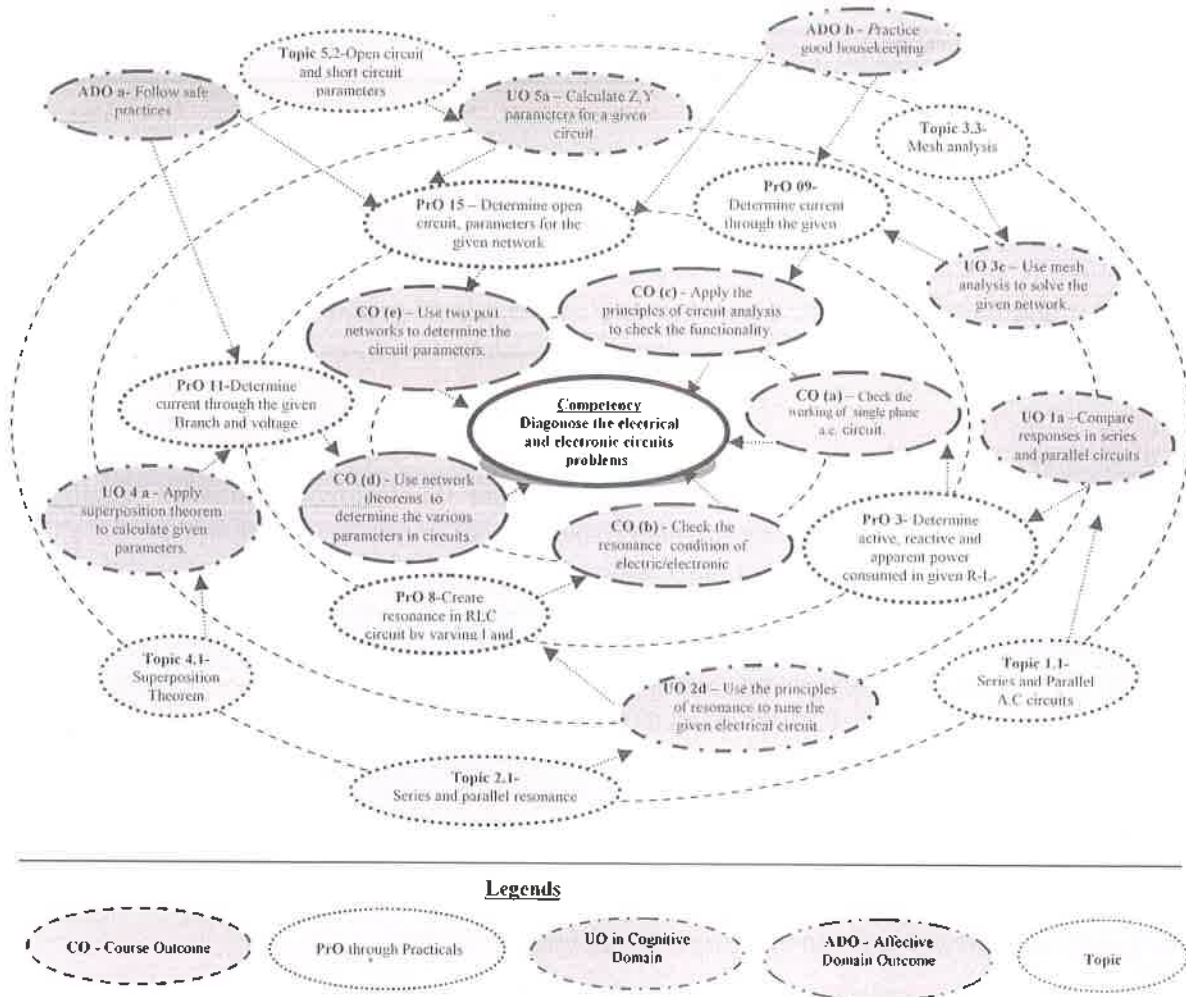 ADO b - Practice
good housekeeping
Topic 5.2-Open circuit
and short circuit
parameters
ADO a- Follow safe
practices
UO 5a – Calculate Z,Y
parameters for a given
circuit
Topic 3.3-
Mesh analysis
PrO 15 – Determine open
circuit, parameters for the
given network
PrO 09-
Determine current
through the given
UO 3c – Use mesh
analysis to solve the
given network.
CO (e) – Use two port
networks to determine the
circuit parameters.
CO (c) - Apply the
principles of circuit analysis
to check the functionality.
PrO 11-Determine
current through the given
Branch and voltage
Competency
Diagonose the electrical
and electronic circuits
problems
CO (a) – Check the
working of single phase
a.c. circuit.
UO 1a –Compare
responses in series
and parallel circuits
UO 4 a - Apply
superposition theorem
to calculate given
parameters.
CO (d) - Use network
theorems to
determine the various
parameters in circuits
CO (b) - Check the
resonance condition of
electric/electronic
PrO 3- Determine
active, reactive and
apparent power
consumed in given R-L-
PrO 8-Create
resonance in RLC
circuit by varying l and
Topic 4.1-
Superposition
Theorem
Topic 1.1-
Series and Parallel
A.C circuits
UO 2d – Use the principles
of resonance to tune the
given electrical circuit
Topic 2.1-
Series and parallel resonance
Legends
CO - Course Outcome
PrO through Practicals
UO in Cognitive
Domain
ADO - Affective
Domain Outcome
Topic